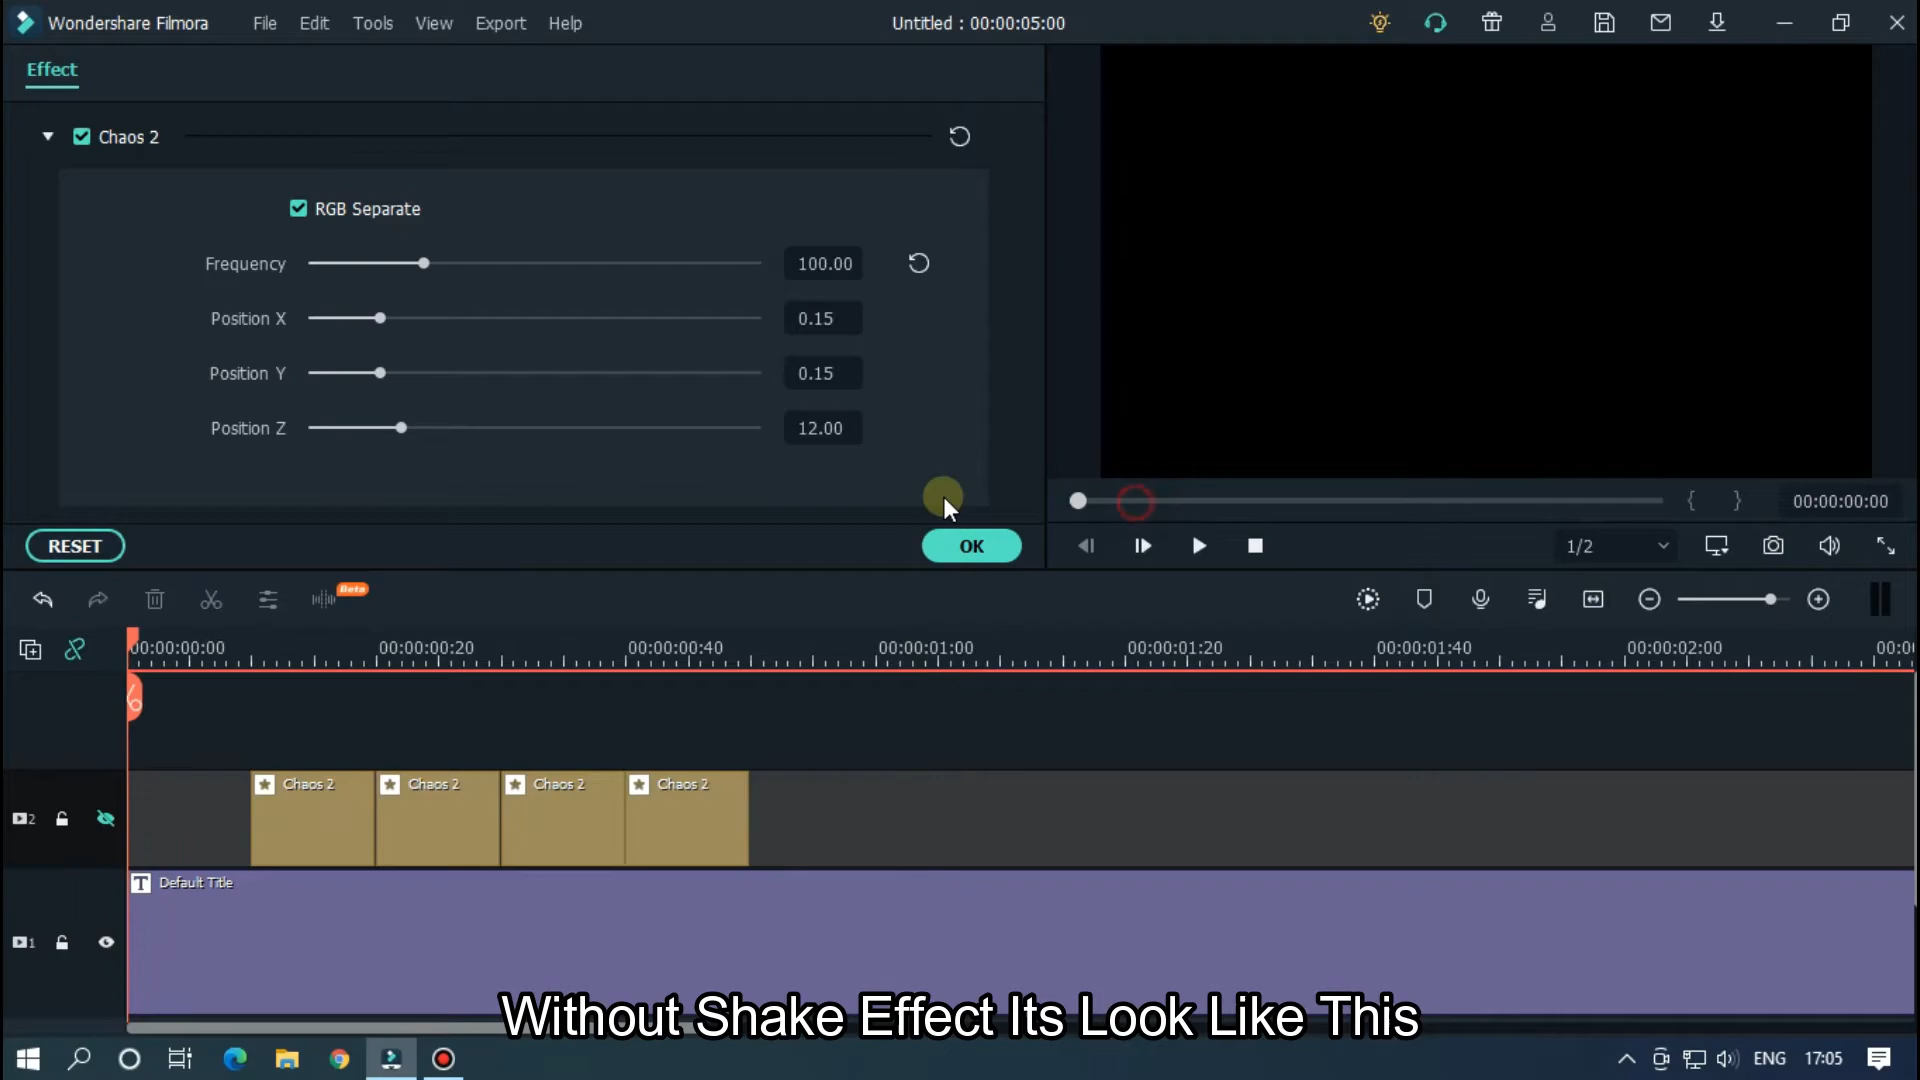 Wondershare Filmora File Edit Tools View Export Help Untitled : 00:00:05:00
Effect
Chaos 2
RGB Separate
Frequency 100.00
Position X 0.15
Position Y 0.15
Position Z 12.00
{ } 00:00:00:00
RESET OK 1/2
Beta
00:00:00:00 00:00:00:20 00:00:00:40 00:00:01:00 00:00:01:20 00:00:01:40 00:00:02:00 00:0
Chaos 2 Chaos 2 Chaos 2 Chaos 2
2
T Default Title
1
Without Shake Effect Its Look Like This
ENG 17:05